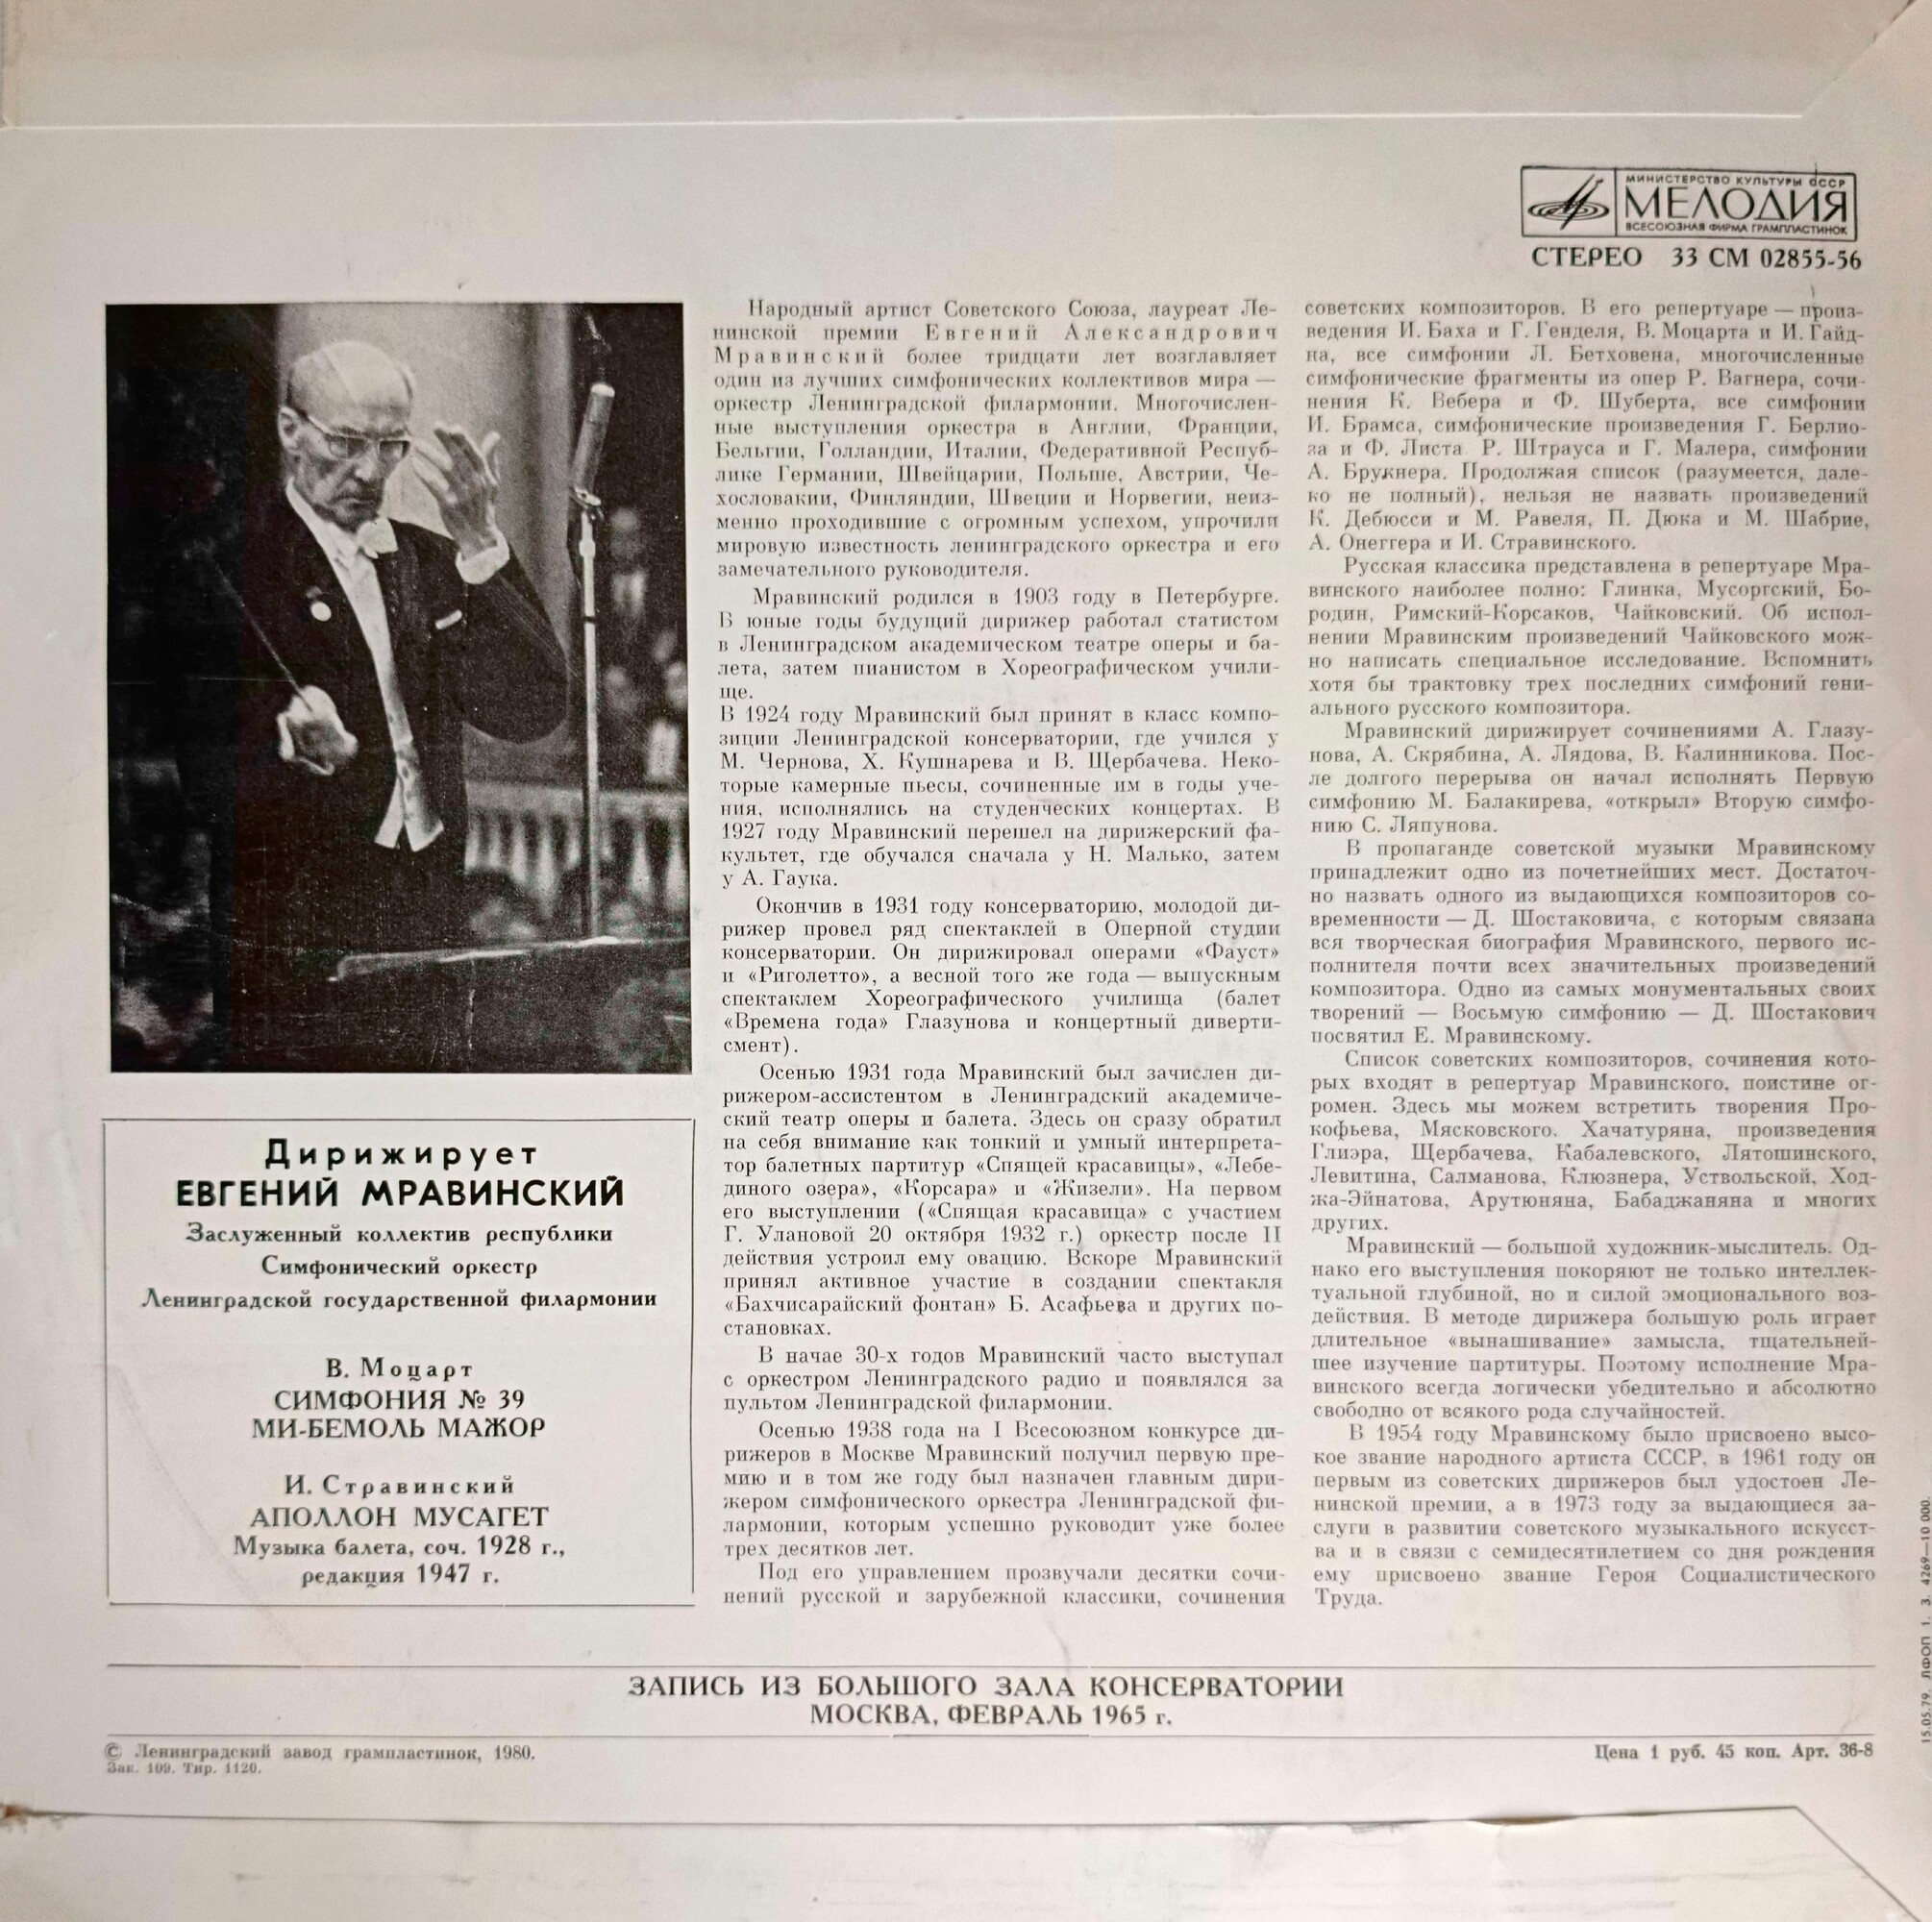 МИНИСТЕРСТВО КУЛЬТУРЫ СССР
МЕЛОДИЯ
ВСЕСОЮЗНАЯ ФИРМА ГРАМПЛАСТИНОК
СТЕРЕО 33 СМ 02855-56
Дирижирует
ЕВГЕНИЙ МРАВИНСКИЙ
Заслуженный коллектив республики
Симфонический оркестр
Ленинградской государственной филармонии
В. Моцарт
СИМФОНИЯ № 39
МИ-БЕМОЛЬ МАЖОР
И. Стравинский
АПОЛЛОН МУСАГЕТ
Музыка балета, соч. 1928 г.,
редакция 1947 г.
Народный артист Советского Союза, лауреат Ле-
нинской премии Евгений Александрович
Мравинский более тридцати лет возглавляет
один из лучших симфонических коллективов мира —
оркестр Ленинградской филармонии. Многочислен-
ные выступления оркестра в Англии, Франции,
Бельгии, Голландии, Италии, Федеративной Респуб-
лике Германии, Швейцарии, Польше, Австрии, Че-
хословакии, Финляндии, Швеции и Норвегии, неиз-
менно проходившие с огромным успехом, упрочили
мировую известность ленинградского оркестра и его
замечательного руководителя.
Мравинский родился в 1903 году в Петербурге.
В юные годы будущий дирижер работал статистом
в Ленинградском академическом театре оперы и ба-
лета, затем пианистом в Хореографическом учили-
ще.
В 1924 году Мравинский был принят в класс компо-
зиции Ленинградской консерватории, где учился у
М. Чернова, Х. Кушнарева и В. Щербачева. Неко-
торые камерные пьесы, сочиненные им в годы уче-
ния, исполнялись на студенческих концертах. В
1927 году Мравинский перешел на дирижерский фа-
культет, где обучался сначала у Н. Малько, затем
у А. Гаука.
Окончив в 1931 году консерваторию, молодой ди-
рижер провел ряд спектаклей в Оперной студии
консерватории. Он дирижировал операми «Фауст»
и «Риголетто», а весной того же года — выпускным
спектаклем Хореографического училища (балет
«Времена года» Глазунова и концертный диверти-
смент).
Осенью 1931 года Мравинский был зачислен ди-
рижером-ассистентом в Ленинградский академиче-
ский театр оперы и балета. Здесь он сразу обратил
на себя внимание как тонкий и умный интерпрета-
тор балетных партитур «Спящей красавицы», «Лебе-
диного озера», «Корсара» и «Жизели». На первом
его выступлении («Спящая красавица» с участием
Г. Улановой 20 октября 1932 г.) оркестр после II
действия устроил ему овацию. Вскоре Мравинский
принял активное участие в создании спектакля
«Бахчисарайский фонтан» Б. Асафьева и других по-
становках.
В начае 30-х годов Мравинский часто выступал
с оркестром Ленинградского радио и появлялся за
пультом Ленинградской филармонии.
Осенью 1938 года на I Всесоюзном конкурсе ди-
рижеров в Москве Мравинский получил первую пре-
мию и в том же году был назначен главным дири-
жером симфонического оркестра Ленинградской фи-
лармонии, которым успешно руководит уже более
трех десятков лет.
Под его управлением прозвучали десятки сочи-
нений русской и зарубежной классики, сочинения
советских композиторов. В его репертуаре — произ-
ведения И. Баха и Г. Генделя, В. Моцарта и И. Гайд-
на, все симфонии Л. Бетховена, многочисленные
симфонические фрагменты из опер Р. Вагнера, сочи-
нения К. Вебера и Ф. Шуберта, все симфонии
И. Брамса, симфонические произведения Г. Берлио-
за и Ф. Листа. Р. Штрауса и Г. Малера, симфонии
А. Брукнера. Продолжая список (разумеется, дале-
ко не полный), нельзя не назвать произведений
К. Дебюсси и М. Равеля, П. Дюка и М. Шабрие,
А. Онеггера и И. Стравинского.
Русская классика представлена в репертуаре Мра-
винского наиболее полно: Глинка, Мусоргский, Бо-
родин, Римский-Корсаков, Чайковский. Об испол-
нении Мравинским произведений Чайковского мож-
но написать специальное исследование. Вспомнить
хотя бы трактовку трех последних симфоний гени-
ального русского композитора.
Мравинский дирижирует сочинениями А. Глазу-
нова, А. Скрябина, А. Лядова, В. Калинникова. Пос-
ле долгого перерыва он начал исполнять Первую
симфонию М. Балакирева, «открыл» Вторую симфо-
нию С. Ляпунова.
В пропаганде советской музыки Мравинскому
принадлежит одно из почетнейших мест. Достаточ-
но назвать одного из выдающихся композиторов со-
временности — Д. Шостаковича, с которым связана
вся творческая биография Мравинского, первого ис-
полнителя почти всех значительных произведений
композитора. Одно из самых монументальных своих
творений — Восьмую симфонию — Д. Шостакович
посвятил Е. Мравинскому.
Список советских композиторов, сочинения кото-
рых входят в репертуар Мравинского, поистине ог-
ромен. Здесь мы можем встретить творения Про-
кофьева, Мясковского, Хачатуряна, произведения
Глиэра, Щербачева, Кабалевского, Лятошинского,
Левитина, Салманова, Клюзнера, Уствольской, Ход-
жа-Эйнатова, Арутюняна, Бабаджаняна и многих
других.
Мравинский — большой художник-мыслитель. Од-
нако его выступления покоряют не только интеллек-
туальной глубиной, но и силой эмоционального воз-
действия. В методе дирижера большую роль играет
длительное «вынашивание» замысла, тщательней-
шее изучение партитуры. Поэтому исполнение Мра-
винского всегда логически убедительно и абсолютно
свободно от всякого рода случайностей.
В 1954 году Мравинскому было присвоено высо-
кое звание народного артиста СССР, в 1961 году он
первым из советских дирижеров был удостоен Ле-
нинской премии, а в 1973 году за выдающиеся за-
слуги в развитии советского музыкального искусст-
ва и в связи с семидесятилетием со дня рождения
ему присвоено звание Героя Социалистического
Труда.
ЗАПИСЬ ИЗ БОЛЬШОГО ЗАЛА КОНСЕРВАТОРИИ
МОСКВА, ФЕВРАЛЬ 1965 г.
© Ленинградский завод грампластинок, 1980.
Зак. 109. Тир. 1120.
Цена 1 руб. 45 коп. Арт. 36-8
15.05.79. ЛФОП 1. З. 4269—10 000.